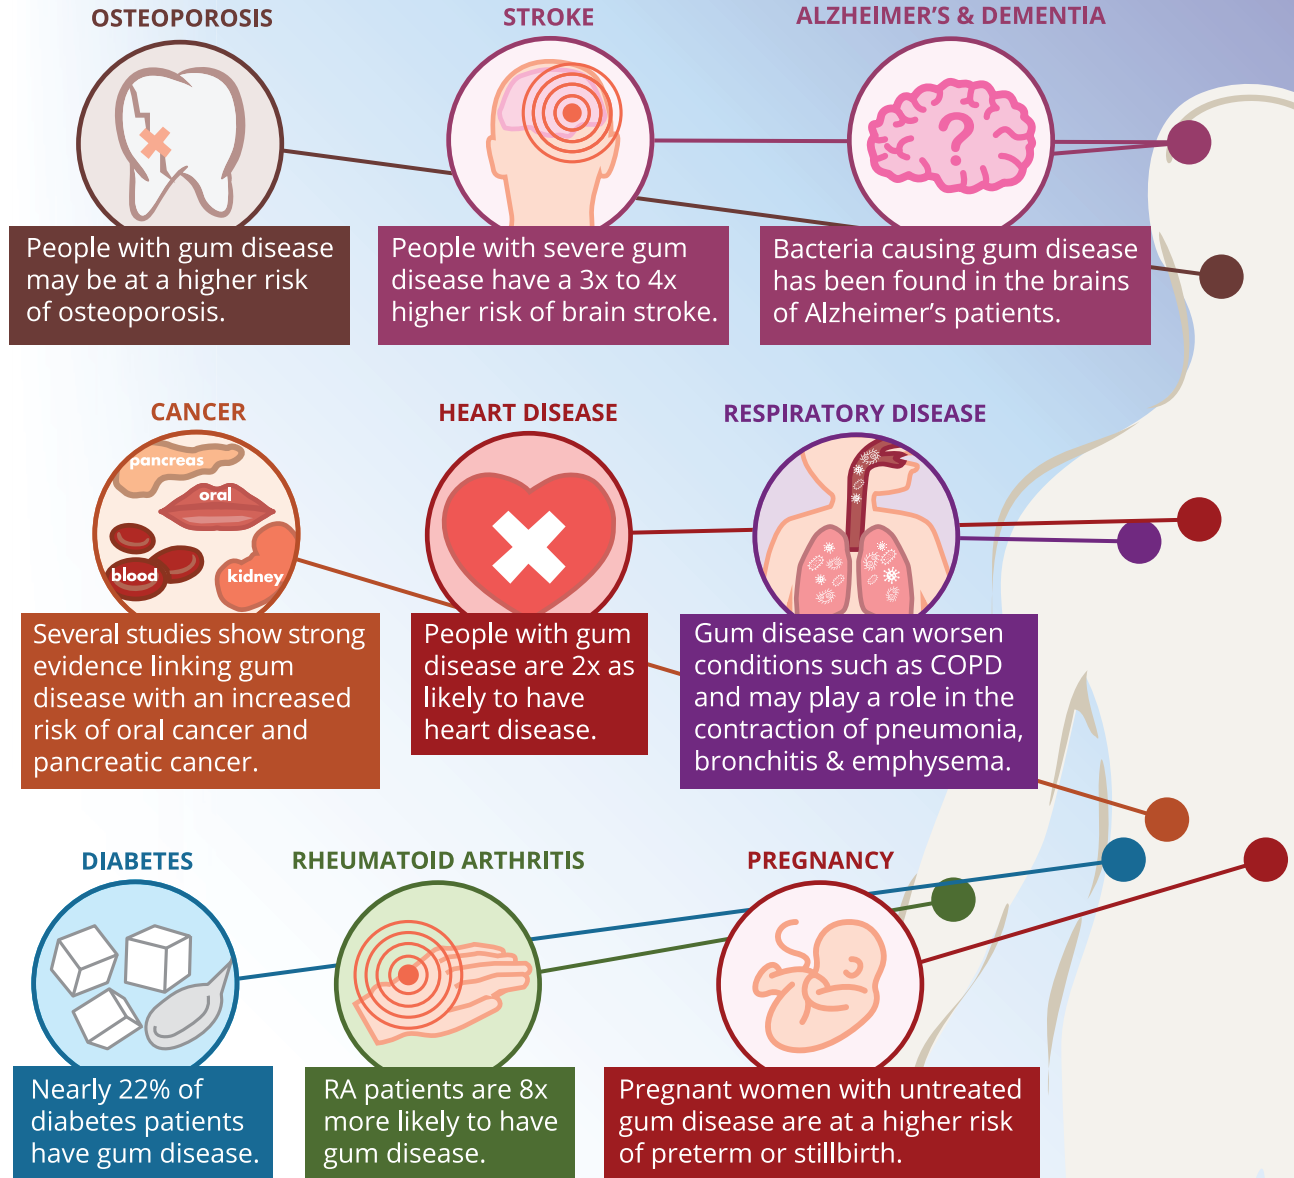 OSTEOPOROSIS
People with gum disease
may be at a higher risk
of osteoporosis.
STROKE
People with severe gum
disease have a 3x to 4x
higher risk of brain stroke.
ALZHEIMER'S & DEMENTIA
?
Bacteria causing gum disease
has been found in the brains
of Alzheimer's patients.
CANCER
pancreas
oral
blood
kidney
Several studies show strong
evidence linking gum
disease with an increased
risk of oral cancer and
pancreatic cancer.
HEART DISEASE
People with gum
disease are 2x as
likely to have
heart disease.
RESPIRATORY DISEASE
Gum disease can worsen
conditions such as COPD
and may play a role in the
contraction of pneumonia,
bronchitis & emphysema.
DIABETES
Nearly 22% of
diabetes patients
have gum disease.
RHEUMATOID ARTHRITIS
RA patients are 8x
more likely to have
gum disease.
PREGNANCY
Pregnant women with untreated
gum disease are at a higher risk
of preterm or stillbirth.